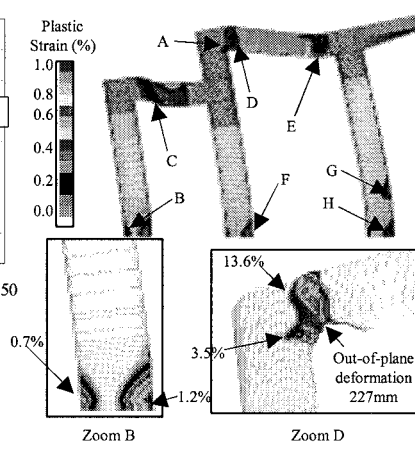 Plastic
Strain (%)
1.0
0.8
0.6
0.4
0.2
0.0
A
D
E
C
B
F
G
H
50
0.7%
1.2%
Zoom B
13.6%
3.5%
Out-of-plane
deformation
227mm
Zoom D